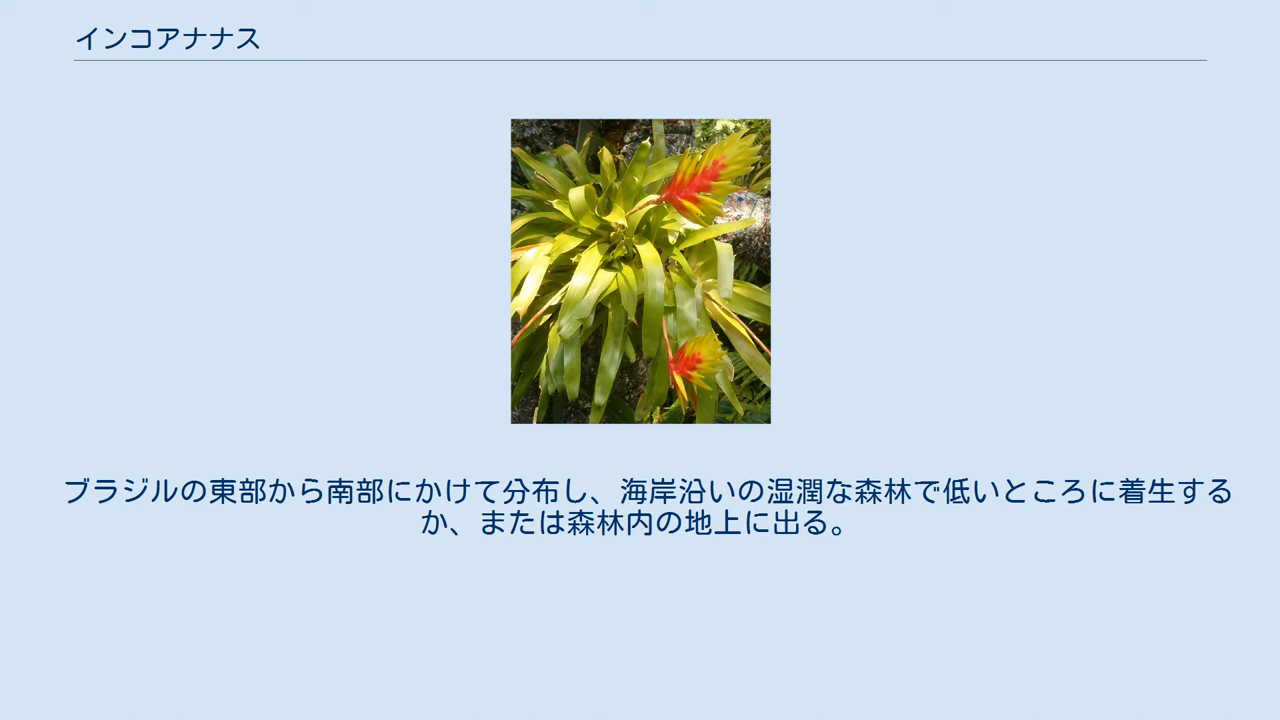 インコアナナス
ブラジルの東部から南部にかけて分布し、海岸沿いの湿潤な森林で低いところに着生する
か、または森林内の地上に出る。